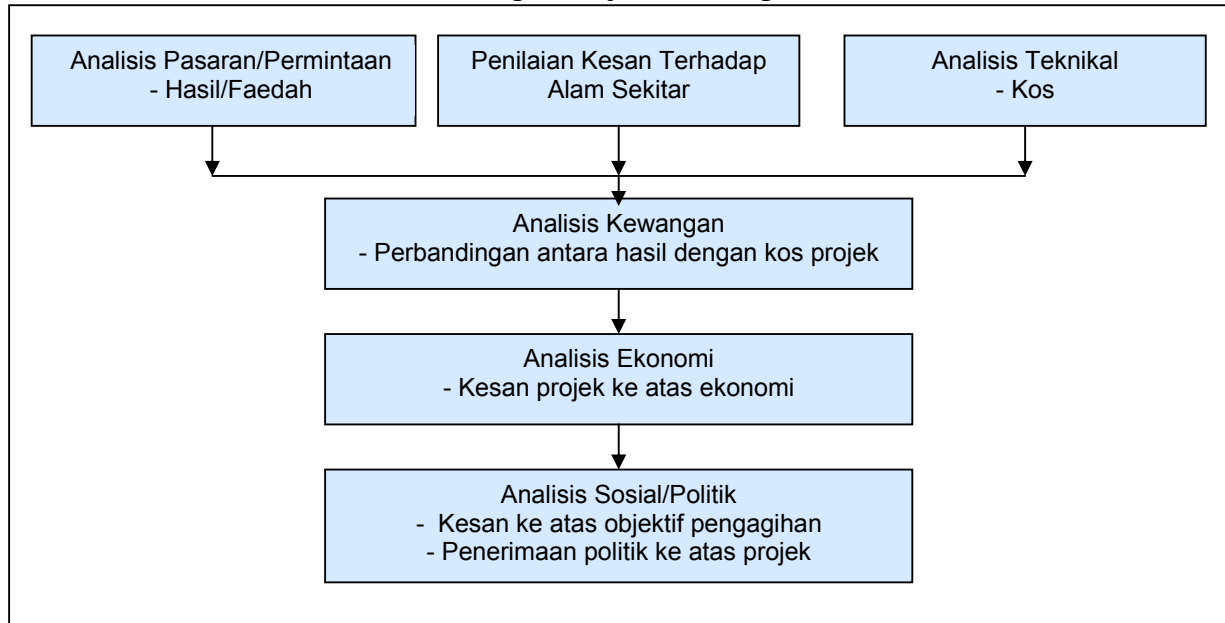 Analisis Pasaran/Permintaan
- Hasil/Faedah
Penilaian Kesan Terhadap
Alam Sekitar
Analisis Teknikal
- Kos
Analisis Kewangan
- Perbandingan antara hasil dengan kos projek
Analisis Ekonomi
- Kesan projek ke atas ekonomi
Analisis Sosial/Politik
- Kesan ke atas objektif pengagihan
- Penerimaan politik ke atas projek